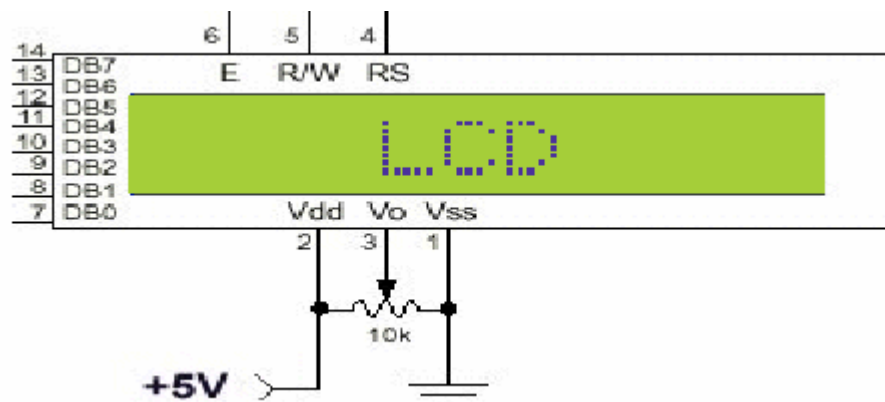 6 5 4
14 DB7
13 DB6
12 DB5
11 DB4
10 DB3
9 DB2
8 DB1
7 DB0
E R/W RS
LCD
Vdd Vo Vss
2 3 1
10k
+5V